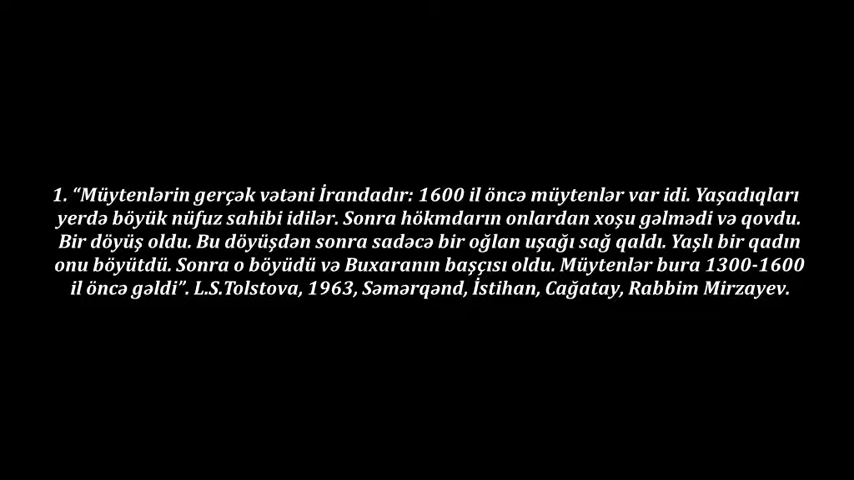 1. “Müytenlərin gerçək vətəni İrandadır: 1600 il öncə müytenlər var idi. Yaşadıqları
yerdə böyük nüfuz sahibi idilər. Sonra hökmdarın onlardan xoşu gəlmədi və qovdu.
Bir döyüş oldu. Bu döyüşdən sonra sadəcə bir oğlan uşağı sağ qaldı. Yaşlı bir qadın
onu böyütdü. Sonra o böyüdü və Buxaranın başçısı oldu. Müytenlər bura 1300-1600
il öncə gəldi”. L.S.Tolstova, 1963, Səmərqənd, İstihan, Cağatay, Rabbim Mirzayev.